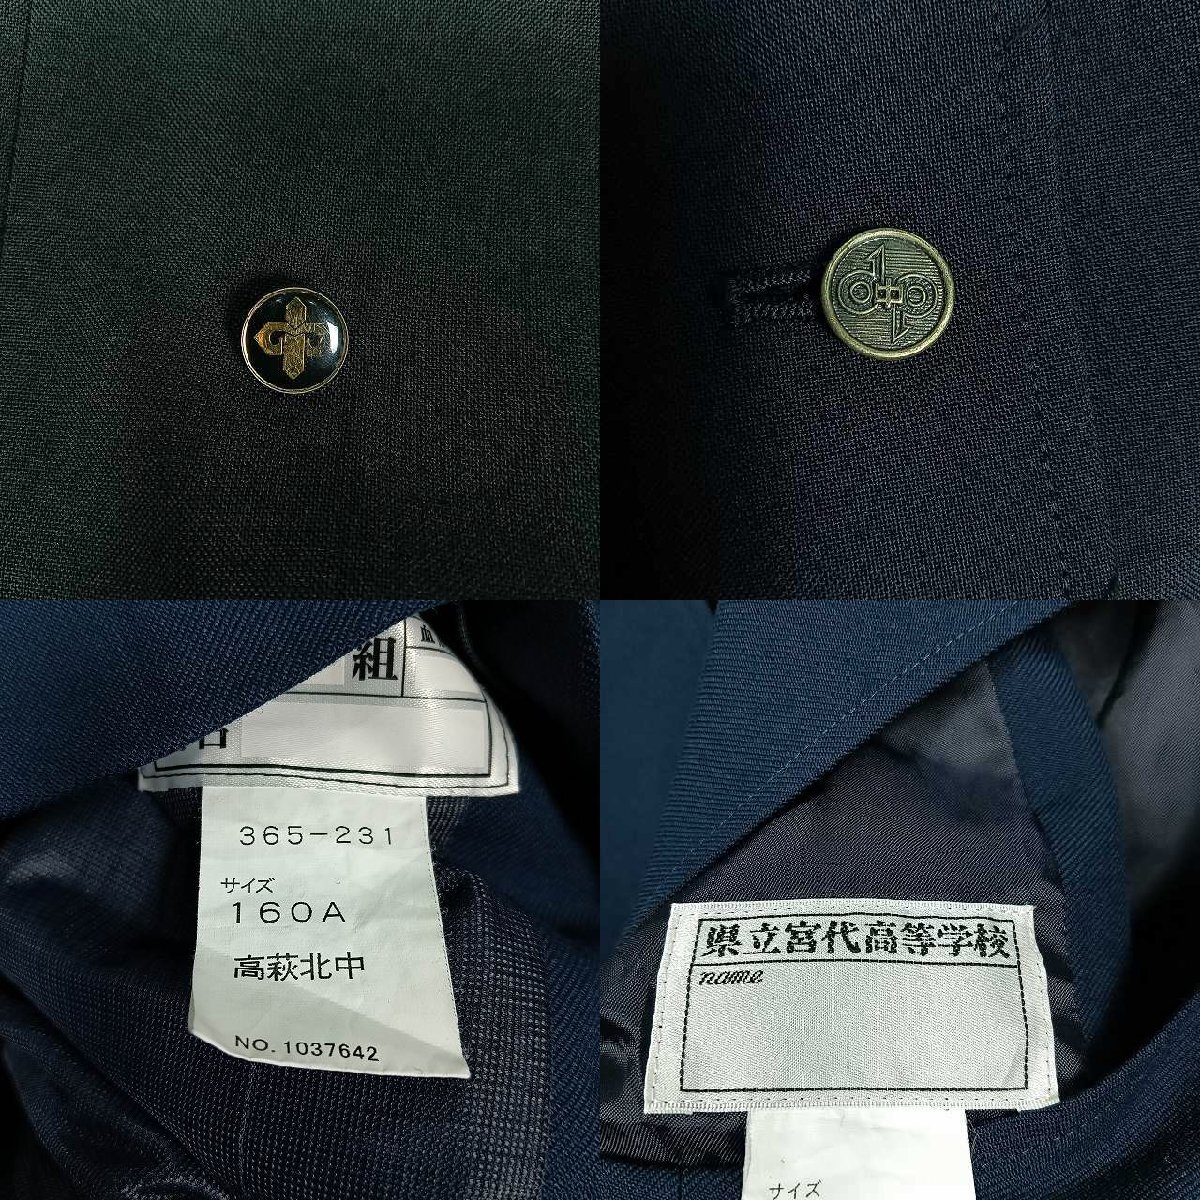 組
365-231
サイズ
160A
高萩北中
NO.1037642
県立宮代高等学校
name
サイズ